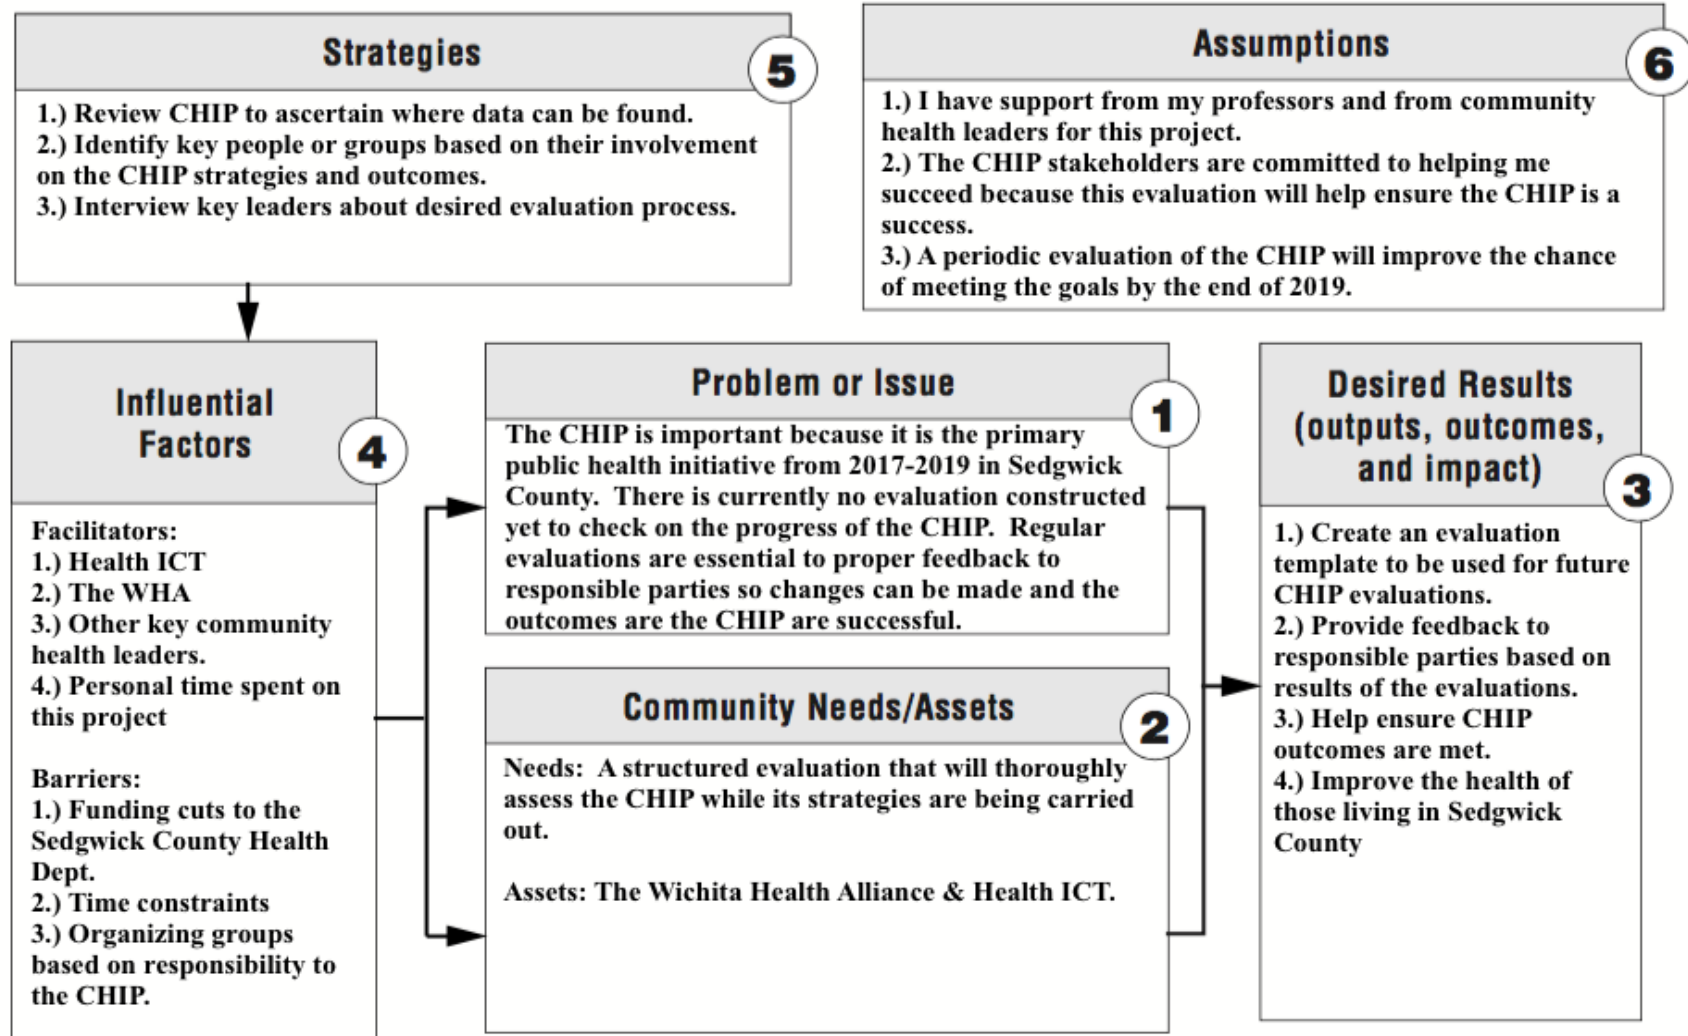 Strategies
5
1.) Review CHIP to ascertain where data can be found.
2.) Identify key people or groups based on their involvement
on the CHIP strategies and outcomes.
3.) Interview key leaders about desired evaluation process.
Assumptions
6
1.) I have support from my professors and from community
health leaders for this project.
2.) The CHIP stakeholders are committed to helping me
succeed because this evaluation will help ensure the CHIP is a
success.
3.) A periodic evaluation of the CHIP will improve the chance
of meeting the goals by the end of 2019.
Influential
Factors
4
Facilitators:
1.) Health ICT
2.) The WHA
3.) Other key community
health leaders.
4.) Personal time spent on
this project
Barriers:
1.) Funding cuts to the
Sedgwick County Health
Dept.
2.) Time constraints
3.) Organizing groups
based on responsibility to
the CHIP.
Problem or Issue
1
The CHIP is important because it is the primary
public health initiative from 2017-2019 in Sedgwick
County.  There is currently no evaluation constructed
yet to check on the progress of the CHIP.  Regular
evaluations are essential to proper feedback to
responsible parties so changes can be made and the
outcomes are the CHIP are successful.
Community Needs/Assets
2
Needs:  A structured evaluation that will thoroughly
assess the CHIP while its strategies are being carried
out.
Assets: The Wichita Health Alliance & Health ICT.
Desired Results
(outputs, outcomes,
and impact)
3
1.) Create an evaluation
template to be used for future
CHIP evaluations.
2.) Provide feedback to
responsible parties based on
results of the evaluations.
3.) Help ensure CHIP
outcomes are met.
4.) Improve the health of
those living in Sedgwick
County